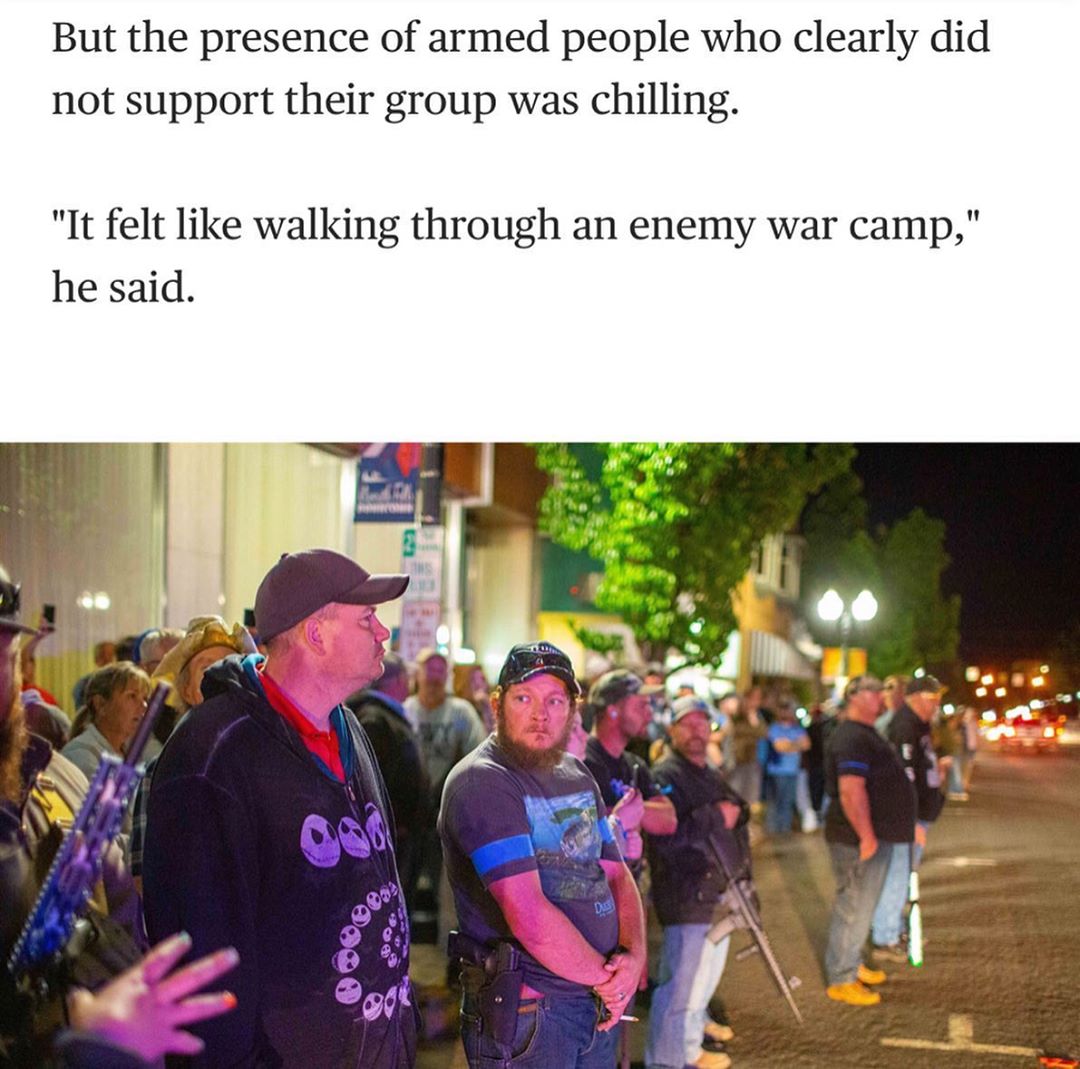 But the presence of armed people who clearly did
not support their group was chilling.
"It felt like walking through an enemy war camp,"
he said.